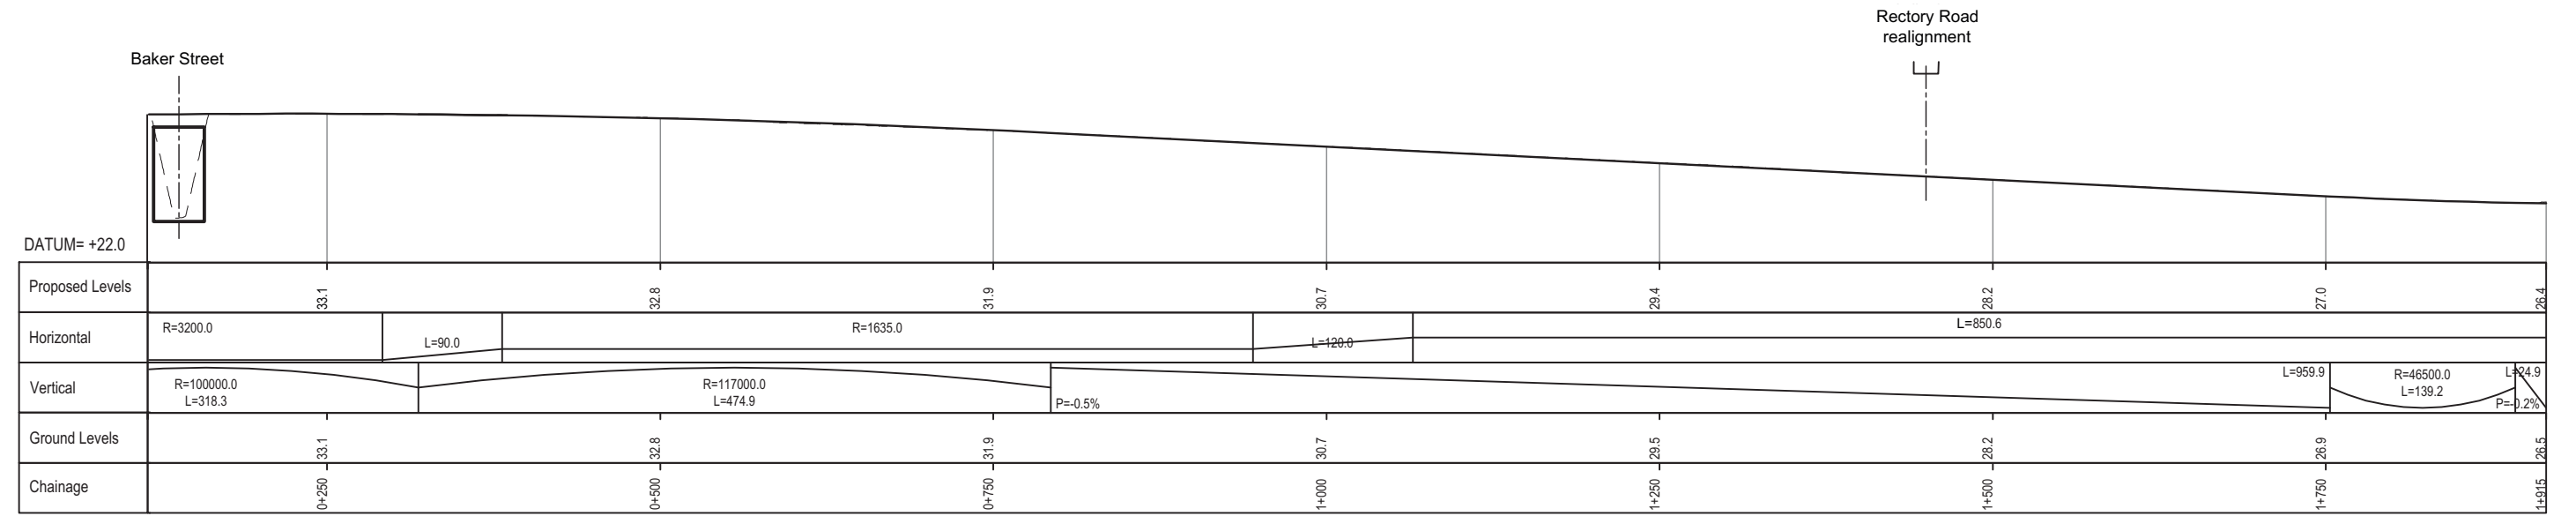 Rectory Road
realignment
Baker Street
DATUM= +22.0
Proposed Levels
33.1
32.8
31.9
30.7
29.4
28.2
27.0
26.4
Horizontal
R=3200.0
L=90.0
R=1635.0
L=120.0
L=850.6
Vertical
R=100000.0
L=318.3
R=117000.0
L=474.9
P=-0.5%
L=959.9
R=46500.0
L=139.2
L=24.9
P=-0.2%
Ground Levels
33.1
32.8
31.9
30.7
29.5
28.2
26.9
26.5
Chainage
0+250
0+500
0+750
1+000
1+250
1+500
1+750
1+915